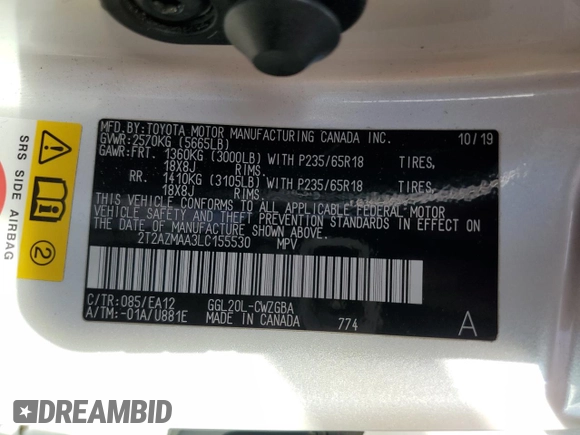 MFD.BY:TOYOTA MOTOR MANUFACTURING CANADA INC. 10/19
GVWR:2570KG (5665LB)
GAWR:FRT. 1360KG (3000LB) WITH P235/65R18 TIRES,
18X8J RIMS.
RR. 1410KG (3105LB) WITH P235/65R18 TIRES,
18X8J RIMS.
THIS VEHICLE CONFORMS TO ALL APPLICABLE FEDERAL MOTOR
VEHICLE SAFETY AND THEFT PREVENTION STANDARDS IN EFFECT ON
THE DATE OF MANUFACTURE SHOWN ABOVE.
2T2AZMAA3LC155530 MPV
C/TR:085/EA12 GGL20L-CWZGBA
A/TM:-01A/U881E MADE IN CANADA 774 A
SRS SIDE AIRBAG
2
DREAMBID